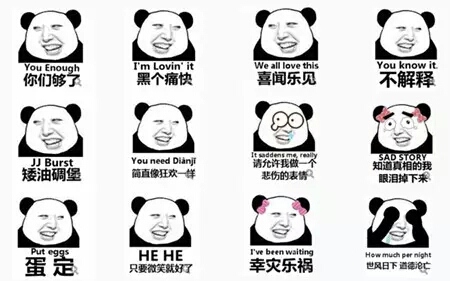 You Enough
你们够了
I'm Lovin' it
黑个痛快
We all love this
喜闻乐见
You know it.
不解释
JJ Burst
矮油碉堡
You need Diànjī
简直像狂欢一样
It saddens me, really
请允许我做一个
悲伤的表情
SAD STORY
知道真相的我
眼泪掉下来
Put eggs
蛋定
HE HE
只要微笑就好了
I've been waiting
幸灾乐祸
How much per night
世风日下 道德沦亡